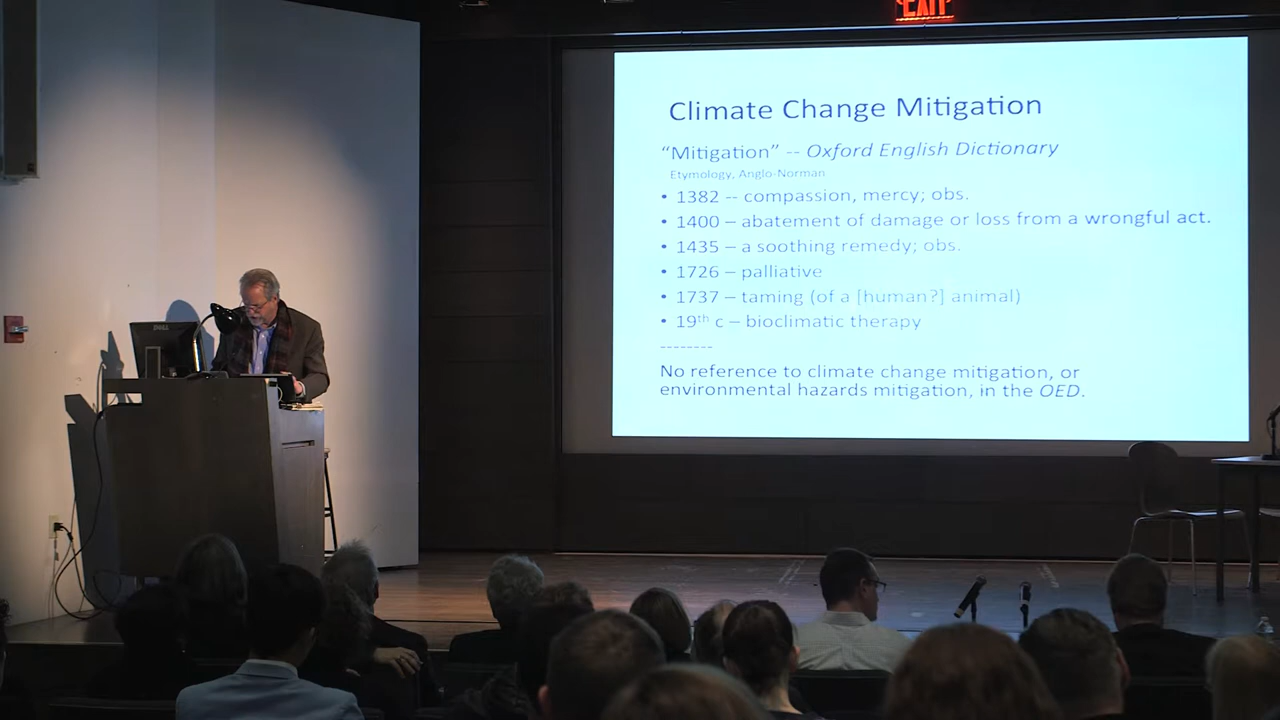 EXIT
Climate Change Mitigation
“Mitigation” -- Oxford English Dictionary
Etymology, Anglo-Norman
• 1382 -- compassion, mercy; obs.
• 1400 – abatement of damage or loss from a wrongful act.
• 1435 – a soothing remedy; obs.
• 1726 – palliative
• 1737 – taming (of a [human?] animal)
• 19th c – bioclimatic therapy
--------
No reference to climate change mitigation, or
environmental hazards mitigation, in the OED.
DELL